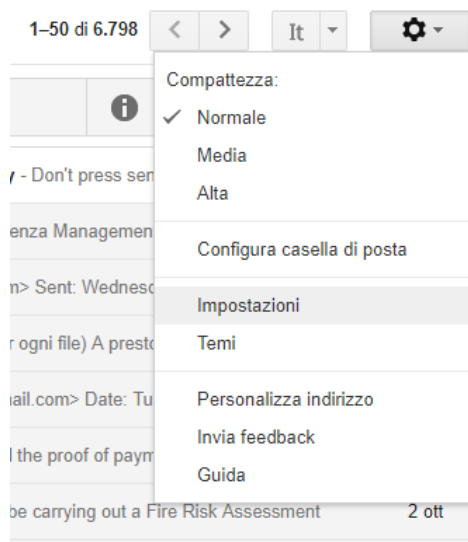 1–50 di 6.798
It
Compattezza:
Normale
y - Don't press sen
Media
Alta
enza Managemen
Configura casella di posta
m> Sent: Wednesd
Impostazioni
r ogni file) A presto
Temi
ail.com> Date: Tu
Personalizza indirizzo
Invia feedback
the proof of paym
Guida
be carrying out a Fire Risk Assessment 2 ott